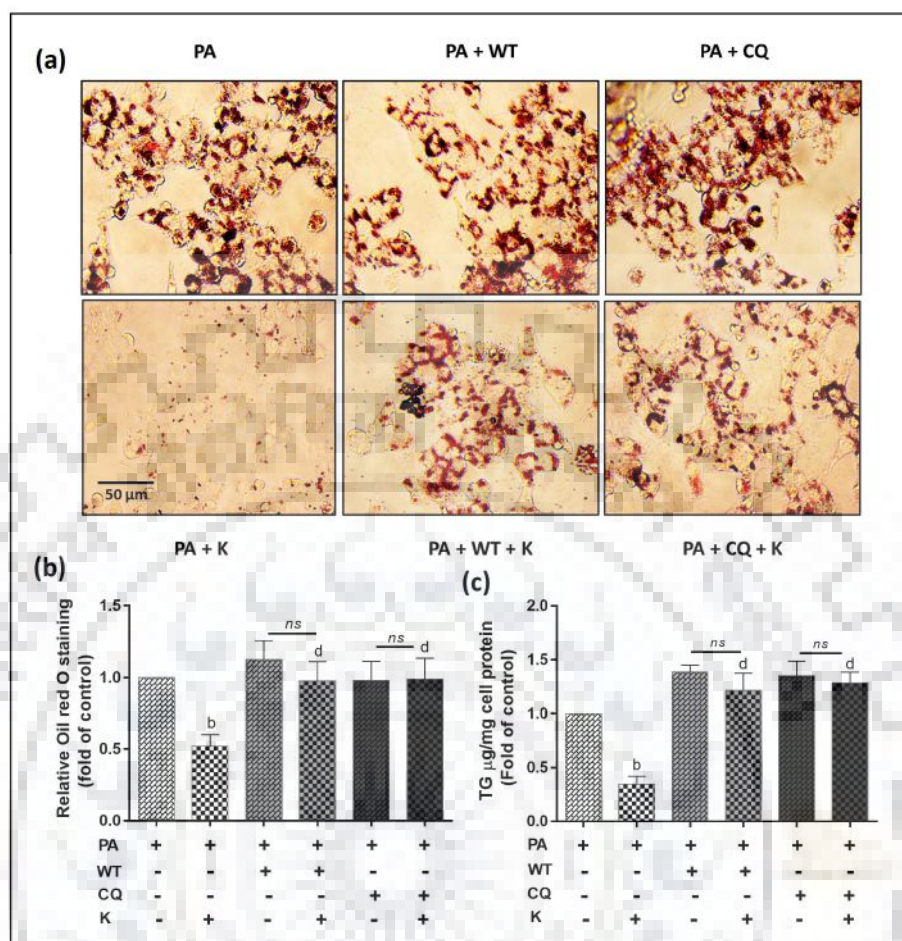 (a)
PA PA + WT PA + CQ
50 µm
PA + K PA + WT + K PA + CQ + K
(b)
Relative Oil red O staining
(fold of control)
1.5
1.0
0.5
0.0
b
ns
d
ns
d
PA + + + + + +
WT - - + + - -
CQ - - - - + +
K - + - + - +
(c)
TG µg/mg cell protein
(Fold of control)
2.0
1.5
1.0
0.5
0.0
b
ns
d
ns
d
PA + + + + + +
WT - - + + - -
CQ - - - - + +
K - + - + - +